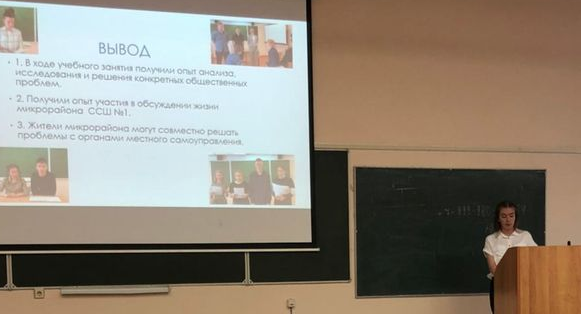 ВЫВОД
• 1. В ходе учебного занятия получили опыт анализа,
исследования и решения конкретных общественных
проблем.
• 2. Получили опыт участия в обсуждении жизни
микрорайона ССШ №1.
• 3. Жители микрорайона могут совместно решать
проблемы с органами местного самоуправления.